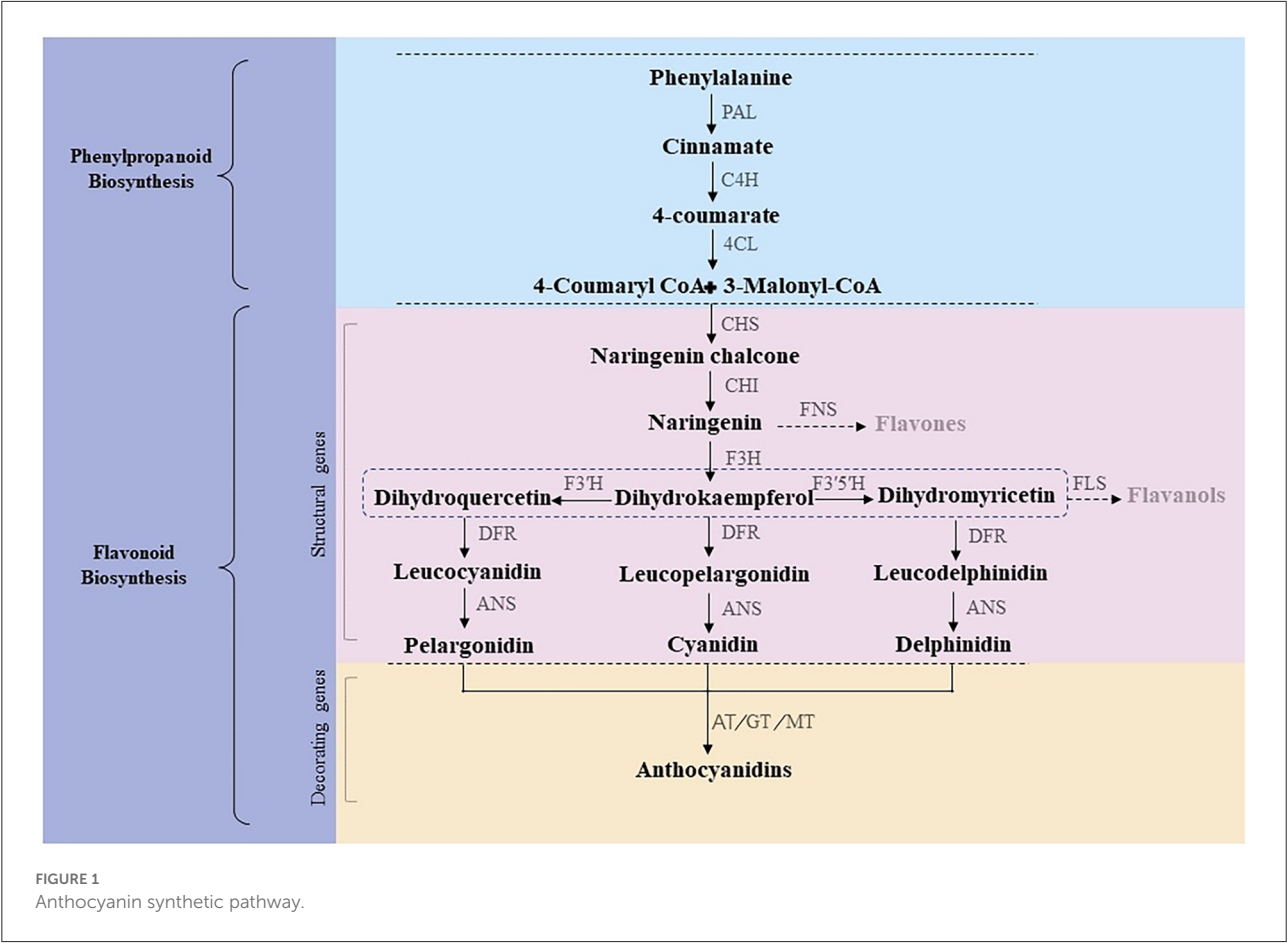 Phenylpropanoid
Biosynthesis
Phenylalanine
PAL
Cinnamate
C4H
4-coumarate
4CL
4-Coumaryl CoA+ 3-Malonyl-CoA
Flavonoid
Biosynthesis
Structural genes
CHS
Naringenin chalcone
CHI
Naringenin
FNS
Flavones
F3H
Dihydroquercetin
F3'H
Dihydrokaempferol
F3'5'H
Dihydromyricetin
FLS
Flavanols
DFR
DFR
DFR
Leucocyanidin
Leucopelargonidin
Leucodelphinidin
ANS
ANS
ANS
Pelargonidin
Cyanidin
Delphinidin
Decorating genes
AT/GT/MT
Anthocyanidins
FIGURE 1
Anthocyanin synthetic pathway.